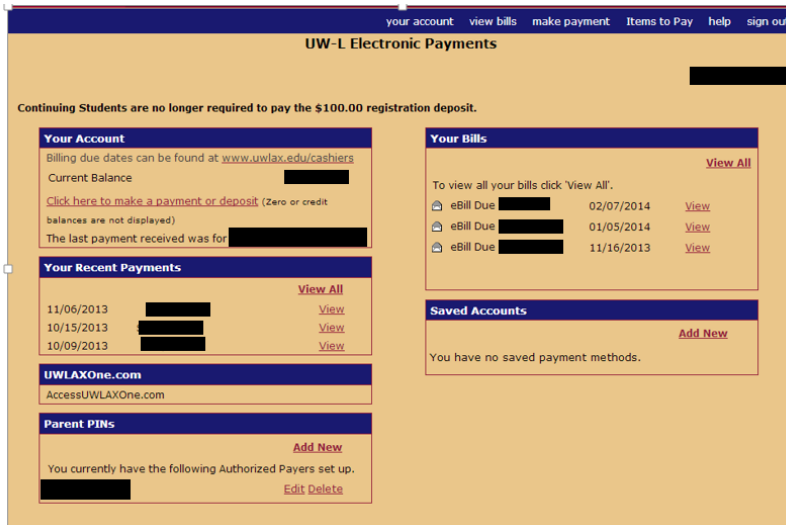 your account view bills make payment Items to Pay help sign out
UW-L Electronic Payments
Continuing Students are no longer required to pay the $100.00 registration deposit.
Your Account
Billing due dates can be found at www.uwlax.edu/cashiers
Current Balance
Click here to make a payment or deposit (Zero or credit
balances are not displayed)
The last payment received was for
Your Recent Payments
View All
11/06/2013 View
10/15/2013 View
10/09/2013 View
UWLAXOne.com
AccessUWLAXOne.com
Parent PINs
Add New
You currently have the following Authorized Payers set up.
Edit Delete
Your Bills
View All
To view all your bills click 'View All'.
eBill Due 02/07/2014 View
eBill Due 01/05/2014 View
eBill Due 11/16/2013 View
Saved Accounts
Add New
You have no saved payment methods.